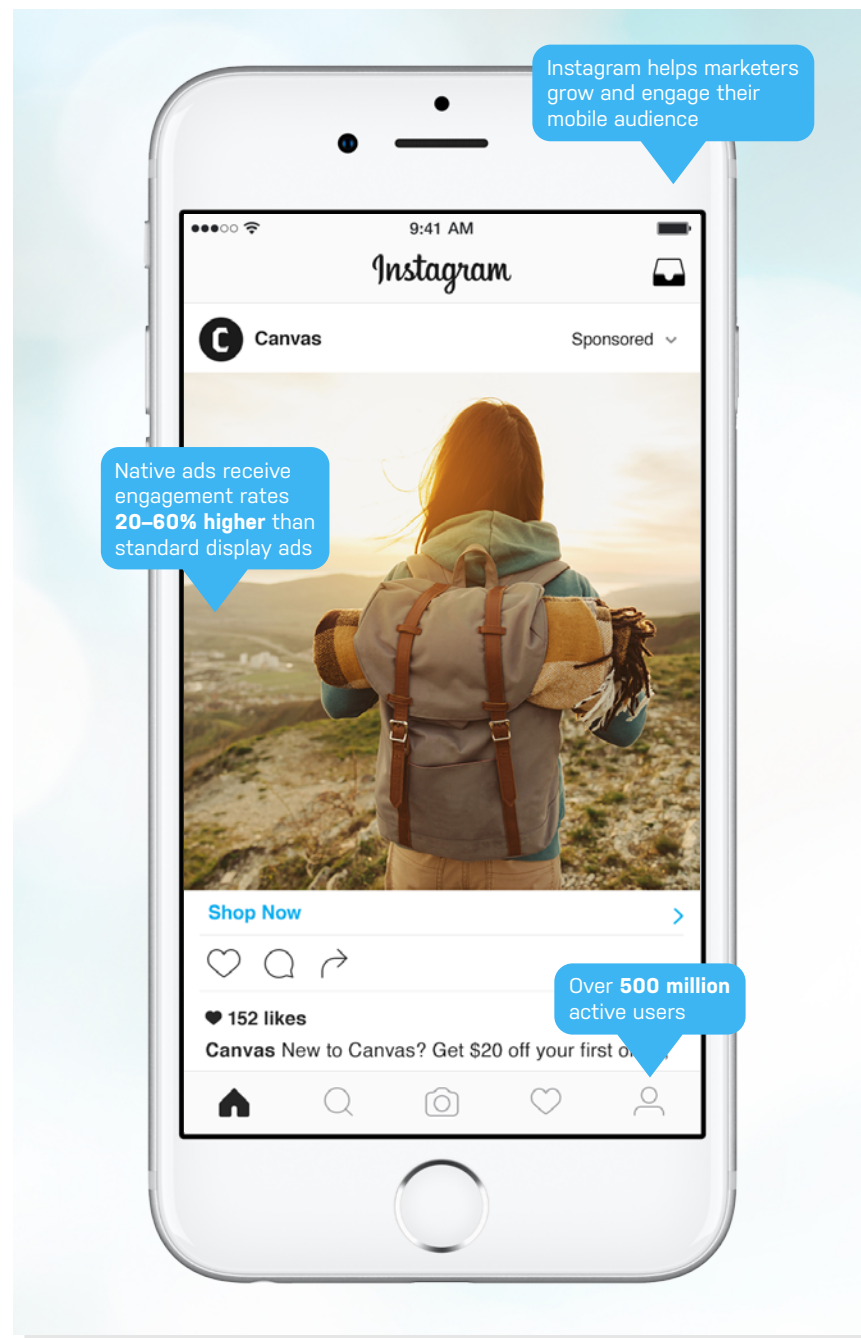 Instagram helps marketers
grow and engage their
mobile audience
9:41 AM
Instagram
C Canvas
Sponsored
Native ads receive
engagement rates
20–60% higher than
standard display ads
Shop Now
Over 500 million
active users
152 likes
Canvas New to Canvas? Get $20 off your first